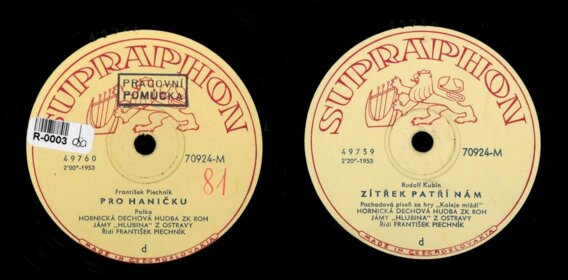 SUPRAPHON
PRACOVNÍ
POMŮCKA
R-0003
49760
2'00"-1953
70924-M
František Piechník
PRO HANIČKU
Polka
HORNICKÁ DECHOVÁ HUDBA ZK ROH
JÁMY „HLUBINA" Z OSTRAVY
Řídí FRANTIŠEK PIECHNÍK
81
d
MADE IN CZECHOSLOVAKIA
SUPRAPHON
49759
2'20"-1953
70924-M
Rudolf Kubín
ZÍTŘEK PATŘÍ NÁM
Pochodová píseň ze hry „Koleje mládí"
HORNICKÁ DECHOVÁ HUDBA ZK ROH
JÁMY „HLUBINA" Z OSTRAVY
Řídí FRANTIŠEK PIECHNÍK
d
MADE IN CZECHOSLOVAKIA